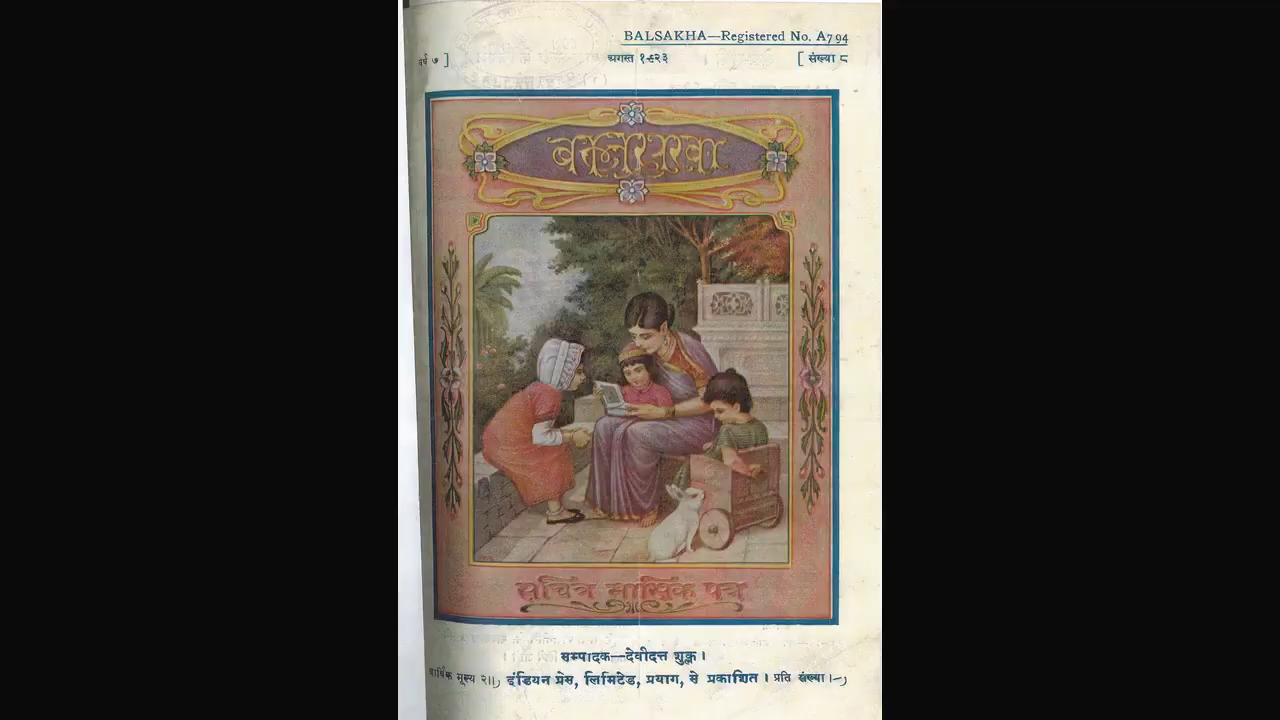 BALSAKHA—Registered No. A794
वर्ष ७ ] अगस्त १९२३ [ संख्या ८
बालसखा
सचित्र मासिक पत्र
सम्पादक—देवीदत्त शुक्ल।
वार्षिक मूल्य २॥) इंडियन प्रेस, लिमिटेड, प्रयाग, से प्रकाशित। प्रति संख्या ।-)